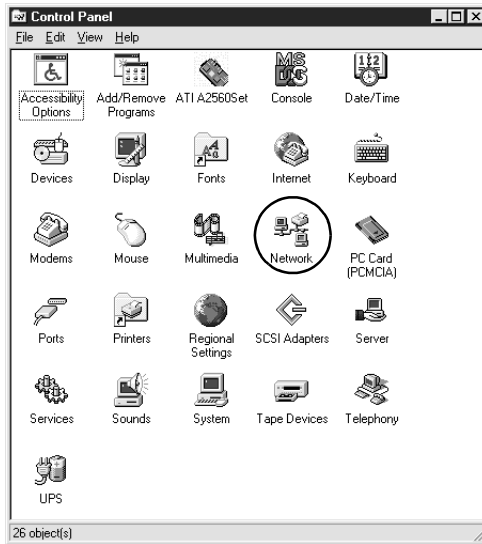 Control Panel
File Edit View Help
Accessibility Options
Add/Remove Programs
ATI A2560Set
Console
Date/Time
Devices
Display
Fonts
Internet
Keyboard
Modems
Mouse
Multimedia
Network
PC Card (PCMCIA)
Ports
Printers
Regional Settings
SCSI Adapters
Server
Services
Sounds
System
Tape Devices
Telephony
UPS
26 object(s)